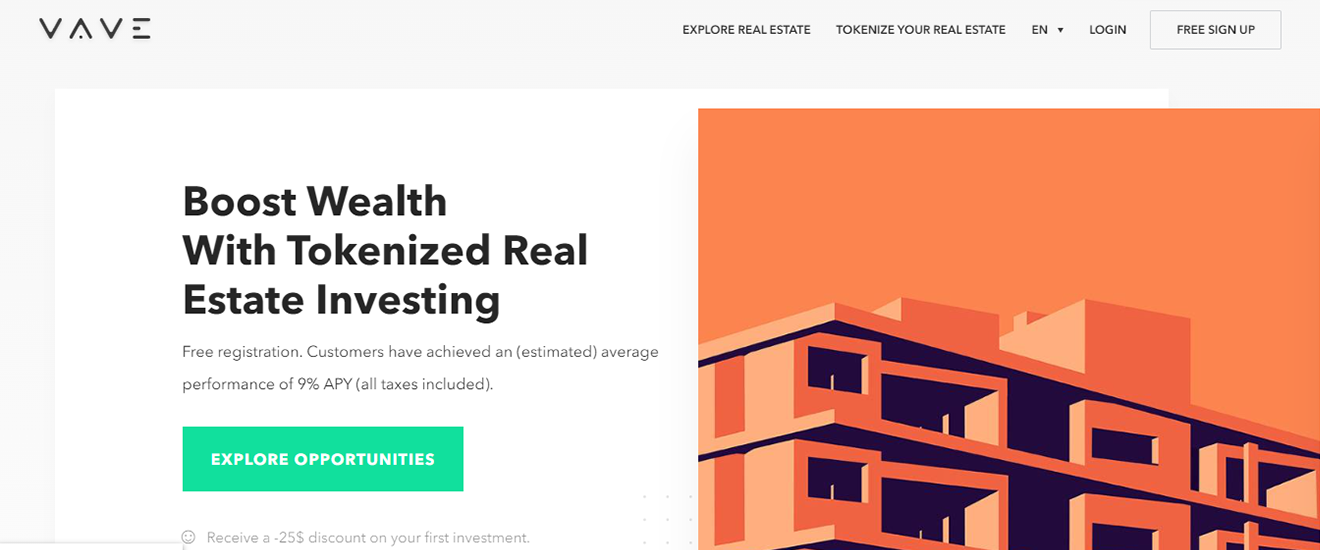 VAVE
EXPLORE REAL ESTATE
TOKENIZE YOUR REAL ESTATE
EN
LOGIN
FREE SIGN UP
Boost Wealth
With Tokenized Real
Estate Investing
Free registration. Customers have achieved an (estimated) average
performance of 9% APY (all taxes included).
EXPLORE OPPORTUNITIES
Receive a -25$ discount on your first investment.